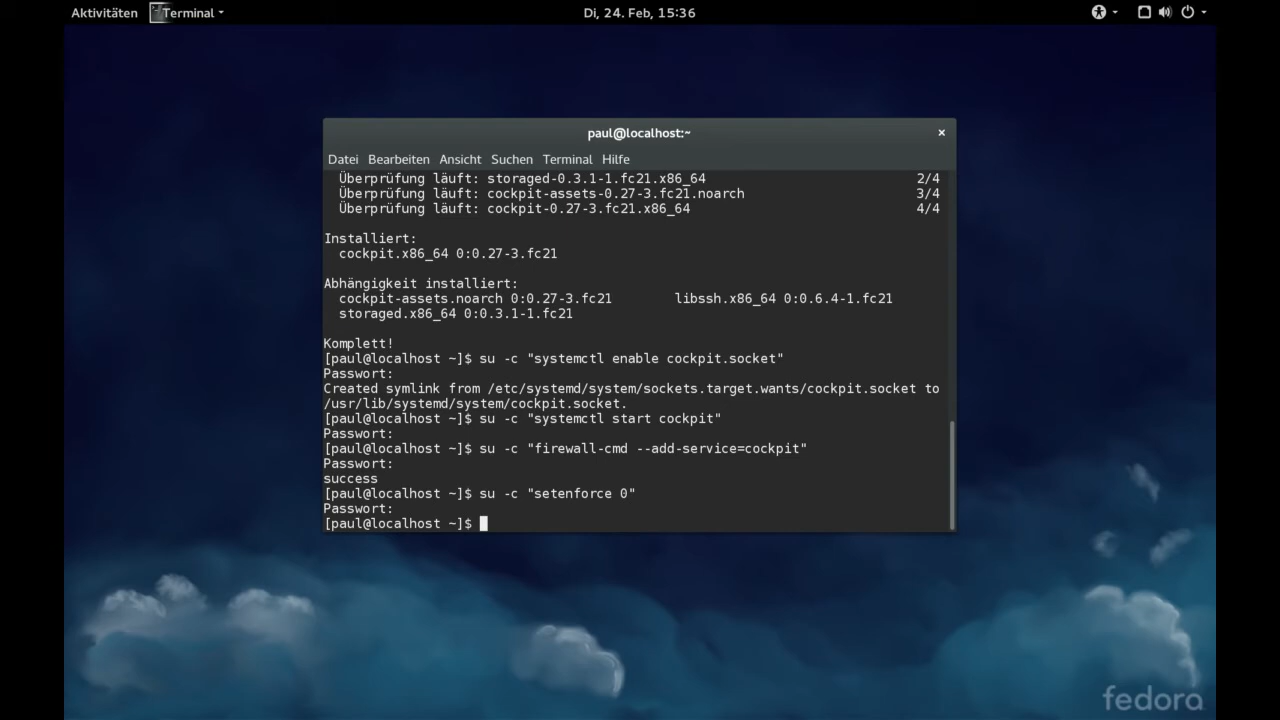 Aktivitäten Terminal Di, 24. Feb, 15:36
paul@localhost:~ ×
Datei Bearbeiten Ansicht Suchen Terminal Hilfe
Überprüfung läuft: storaged-0.3.1-1.fc21.x86_64 2/4
Überprüfung läuft: cockpit-assets-0.27-3.fc21.noarch 3/4
Überprüfung läuft: cockpit-0.27-3.fc21.x86_64 4/4
Installiert:
cockpit.x86_64 0:0.27-3.fc21
Abhängigkeit installiert:
cockpit-assets.noarch 0:0.27-3.fc21 libssh.x86_64 0:0.6.4-1.fc21
storaged.x86_64 0:0.3.1-1.fc21
Komplett!
[paul@localhost ~]$ su -c "systemctl enable cockpit.socket"
Passwort:
Created symlink from /etc/systemd/system/sockets.target.wants/cockpit.socket to
/usr/lib/systemd/system/cockpit.socket.
[paul@localhost ~]$ su -c "systemctl start cockpit"
Passwort:
[paul@localhost ~]$ su -c "firewall-cmd --add-service=cockpit"
Passwort:
success
[paul@localhost ~]$ su -c "setenforce 0"
Passwort:
[paul@localhost ~]$
fedora